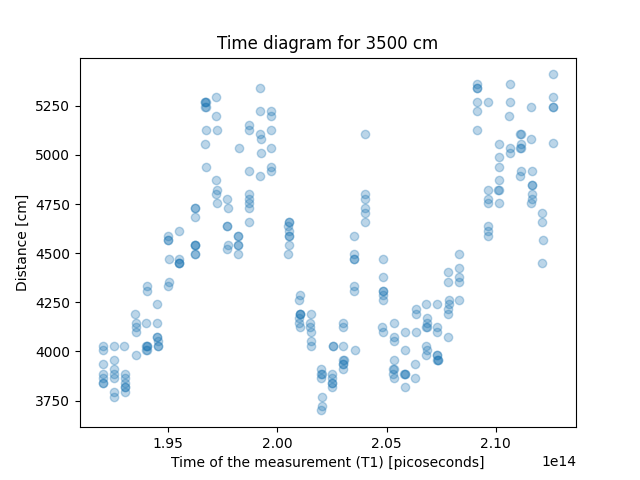 Time diagram for 3500 cm
Distance [cm]
5250
5000
4750
4500
4250
4000
3750
1.95 2.00 2.05 2.10
1e14
Time of the measurement (T1) [picoseconds]